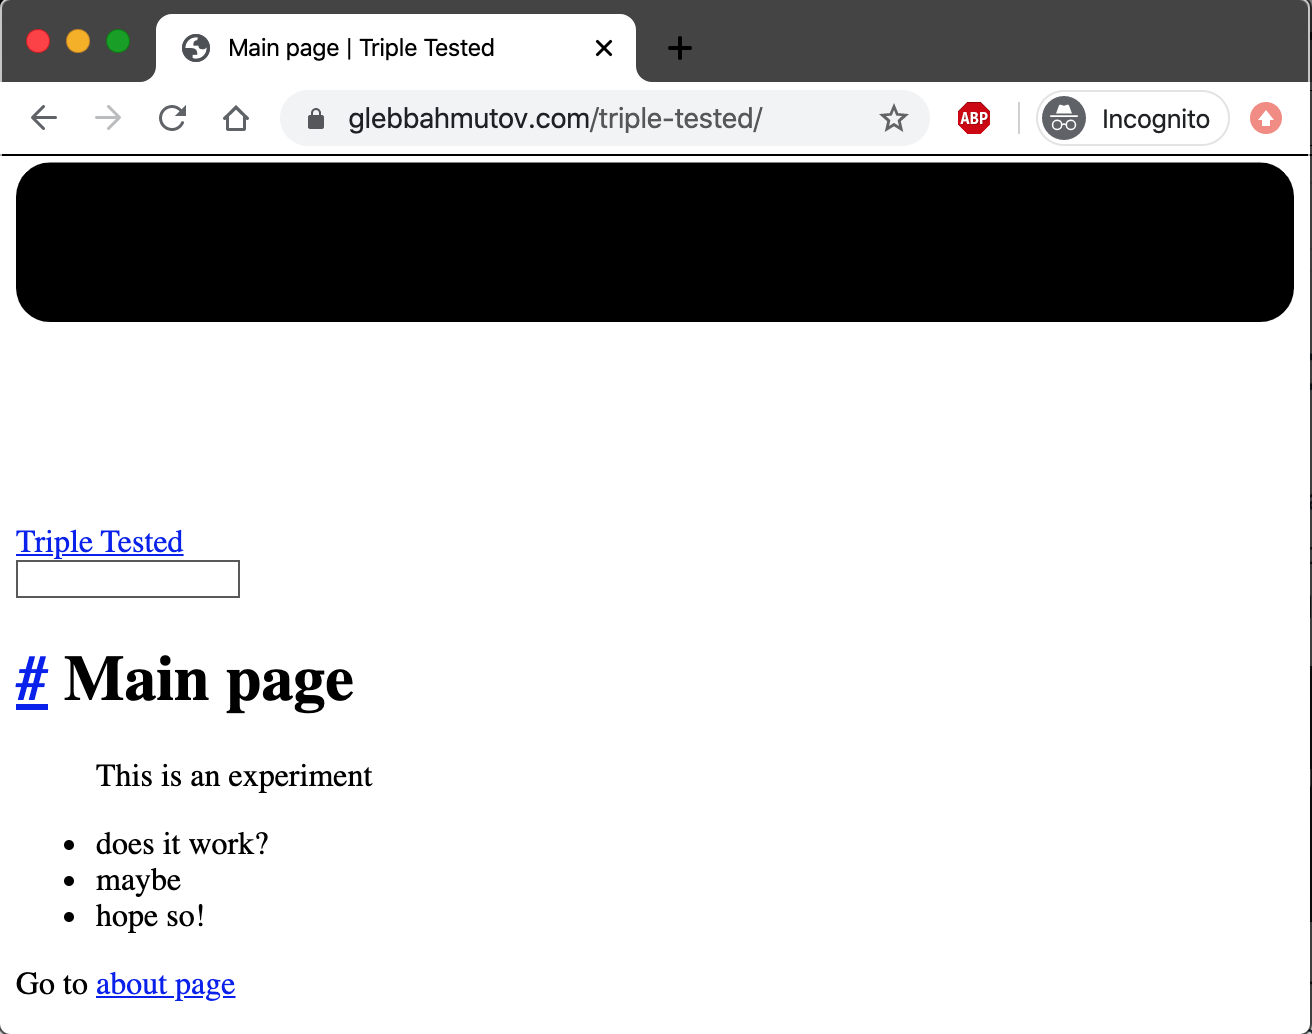 Main page | Triple Tested
glebbahmutov.com/triple-tested/
ABP
Incognito
Triple Tested
# Main page
This is an experiment
does it work?
maybe
hope so!
Go to about page